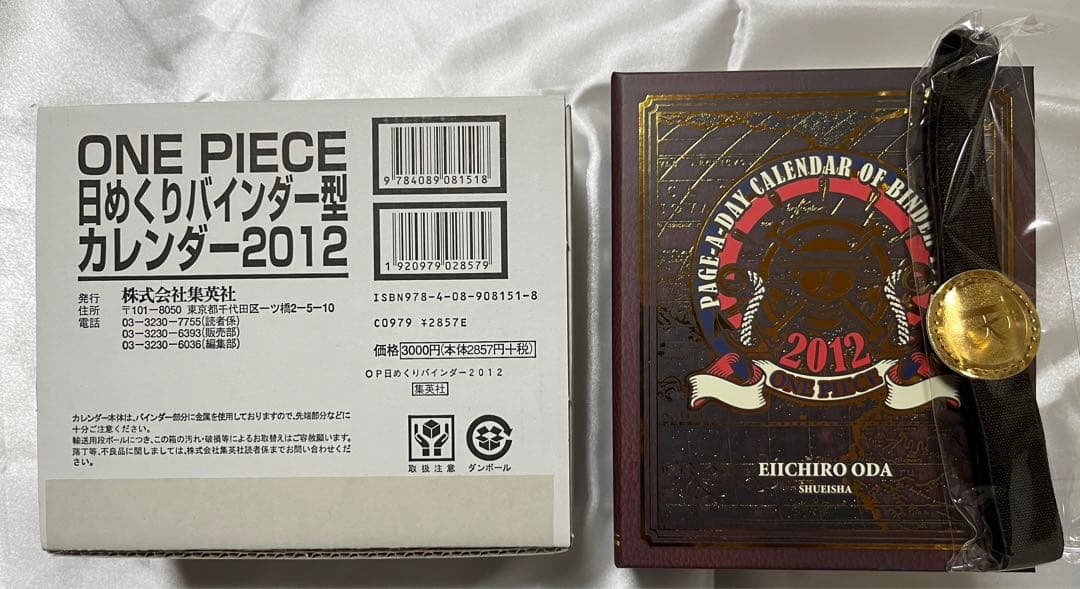 ONE PIECE
日めくりバインダー型
カレンダー2012
発行 株式会社集英社
住所 〒101-8050 東京都千代田区一ツ橋2-5-10
電話 03-3230-7755(読者係)
03-3230-6393(販売部)
03-3230-6036(編集部)
9 784089 081518
1 920979 028579
ISBN978-4-08-908151-8
C0979 ¥2857E
価格 3000円(本体2857円+税)
OP日めくりバインダー2012
集英社
カレンダー本体は、バインダー部分に金属を使用しておりますので、先端部分などに
十分ご注意ください。
輸送用段ボールにつき、この箱の汚れ・破損等によるお取替えはご容赦願います。
落丁等、不良品に関しましては、株式会社集英社読者係までお問い合わせくだ
さい。
取扱注意
ダンボール
PAGE-A-DAY CALENDAR OF BINDER
2012
ONE PIECE
EIICHIRO ODA
SHUEISHA